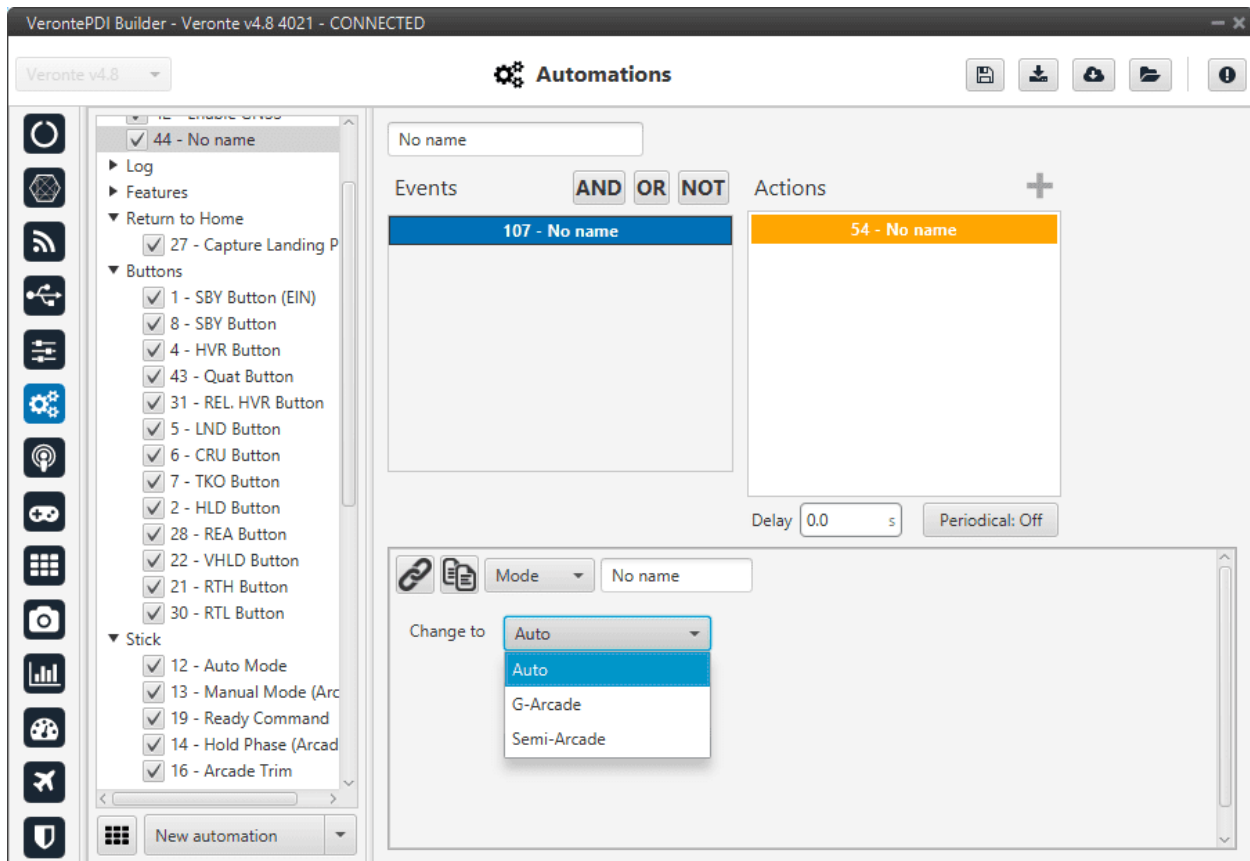 VerontePDI Builder - Veronte v4.8 4021 - CONNECTED
Veronte v4.8
Automations
42 - Enable GNSS
44 - No name
Log
Features
Return to Home
27 - Capture Landing P
Buttons
1 - SBY Button (EIN)
8 - SBY Button
4 - HVR Button
43 - Quat Button
31 - REL. HVR Button
5 - LND Button
6 - CRU Button
7 - TKO Button
2 - HLD Button
28 - REA Button
22 - VHLD Button
21 - RTH Button
30 - RTL Button
Stick
12 - Auto Mode
13 - Manual Mode (Arc
19 - Ready Command
14 - Hold Phase (Arcad
16 - Arcade Trim
New automation
No name
Events AND OR NOT
107 - No name
Actions
54 - No name
Delay 0.0 s Periodical: Off
Mode No name
Change to Auto
Auto
G-Arcade
Semi-Arcade